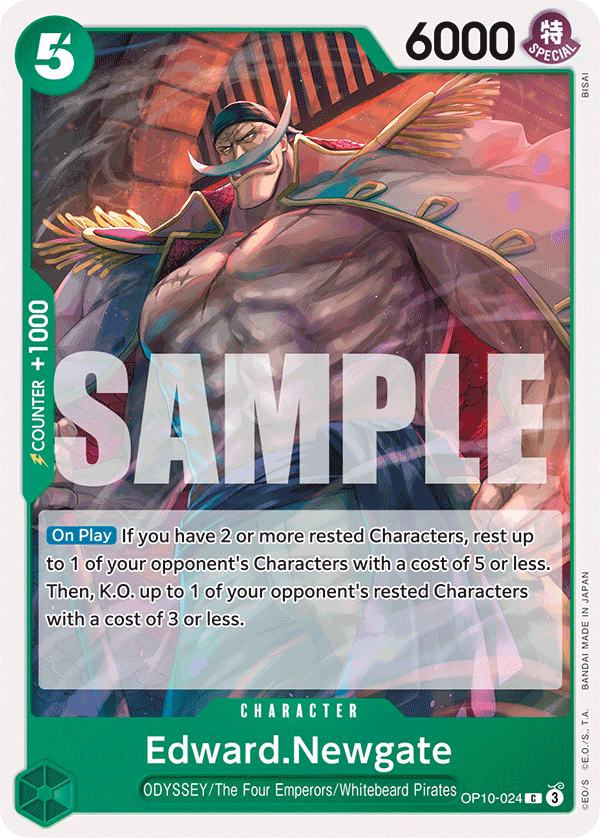 5
6000
特
SPECIAL
BISAI
COUNTER +1000
SAMPLE
On Play If you have 2 or more rested Characters, rest up
to 1 of your opponent's Characters with a cost of 5 or less.
Then, K.O. up to 1 of your opponent's rested Characters
with a cost of 3 or less.
©E.O/S ©E.O./S., T.A. BANDAI MADE IN JAPAN
CHARACTER
Edward.Newgate
ODYSSEY/The Four Emperors/Whitebeard Pirates
OP10-024 C 3